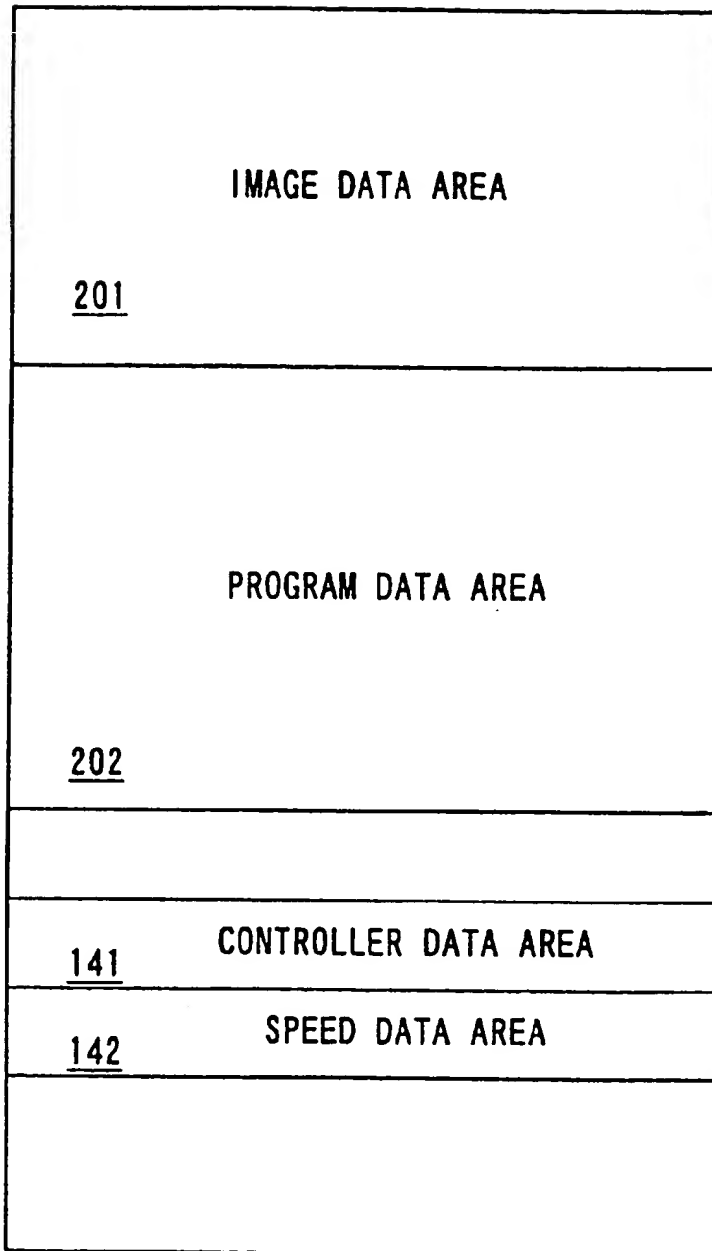 IMAGE DATA AREA
201
PROGRAM DATA AREA
202
CONTROLLER DATA AREA
141
SPEED DATA AREA
142